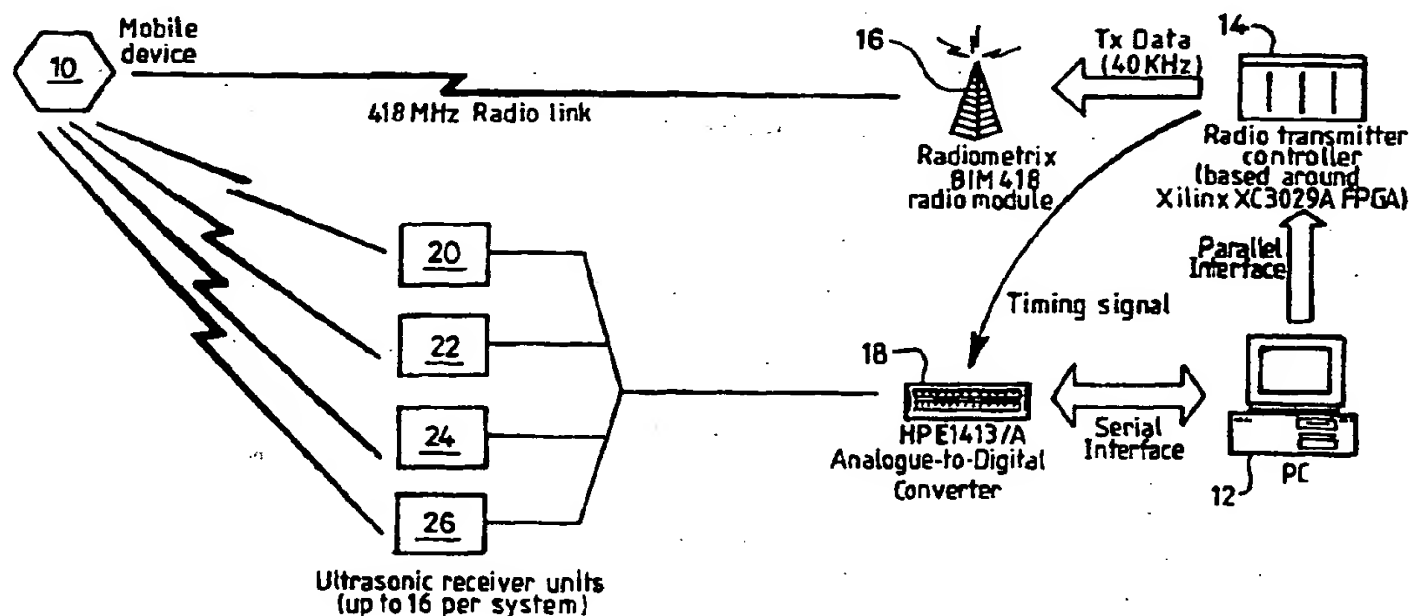 Mobile
device
10
418 MHz Radio link
16
Radiometrix
BIM 418
radio module
Tx Data
(40 KHz)
14
Radio transmitter
controller
(based around
Xilinx XC3029A FPGA)
Parallel
Interface
Timing signal
20
22
24
26
Ultrasonic receiver units
(up to 16 per system)
18
HP E1413/A
Analogue-to-Digital
Converter
Serial
Interface
12
PC